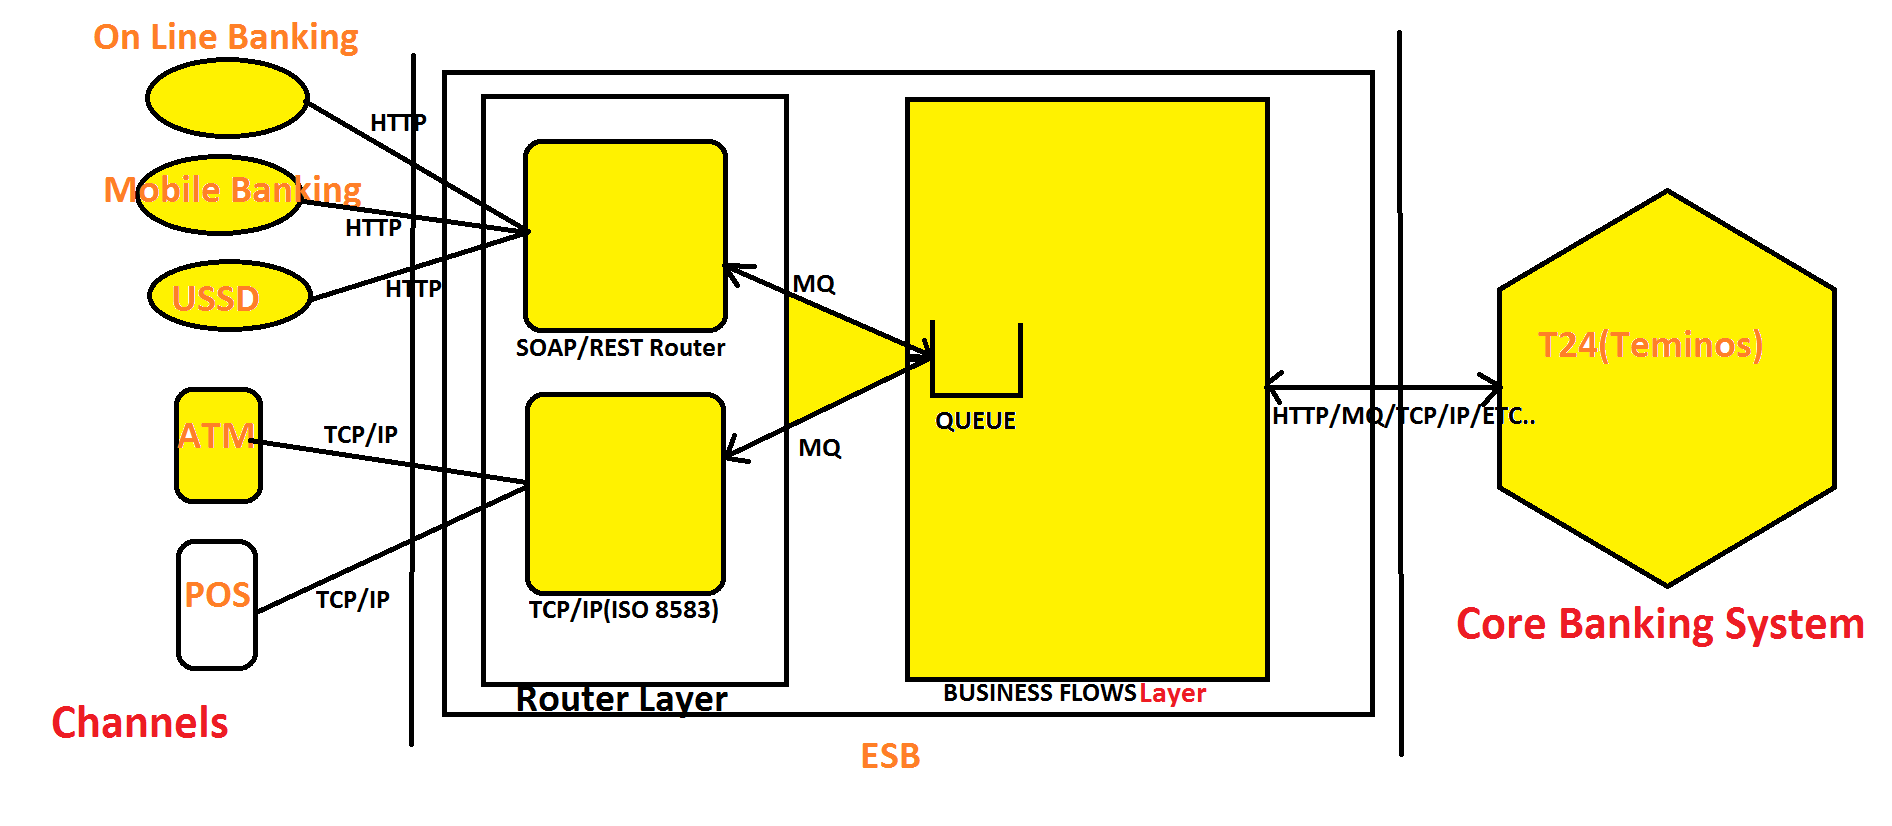 On Line Banking
HTTP
Mobile Banking
HTTP
USSD
HTTP
ATM
TCP/IP
POS
TCP/IP
Channels
SOAP/REST Router
TCP/IP(ISO 8583)
Router Layer
MQ
MQ
QUEUE
BUSINESS FLOWS Layer
ESB
HTTP/MQ/TCP/IP/ETC..
T24(Teminos)
Core Banking System